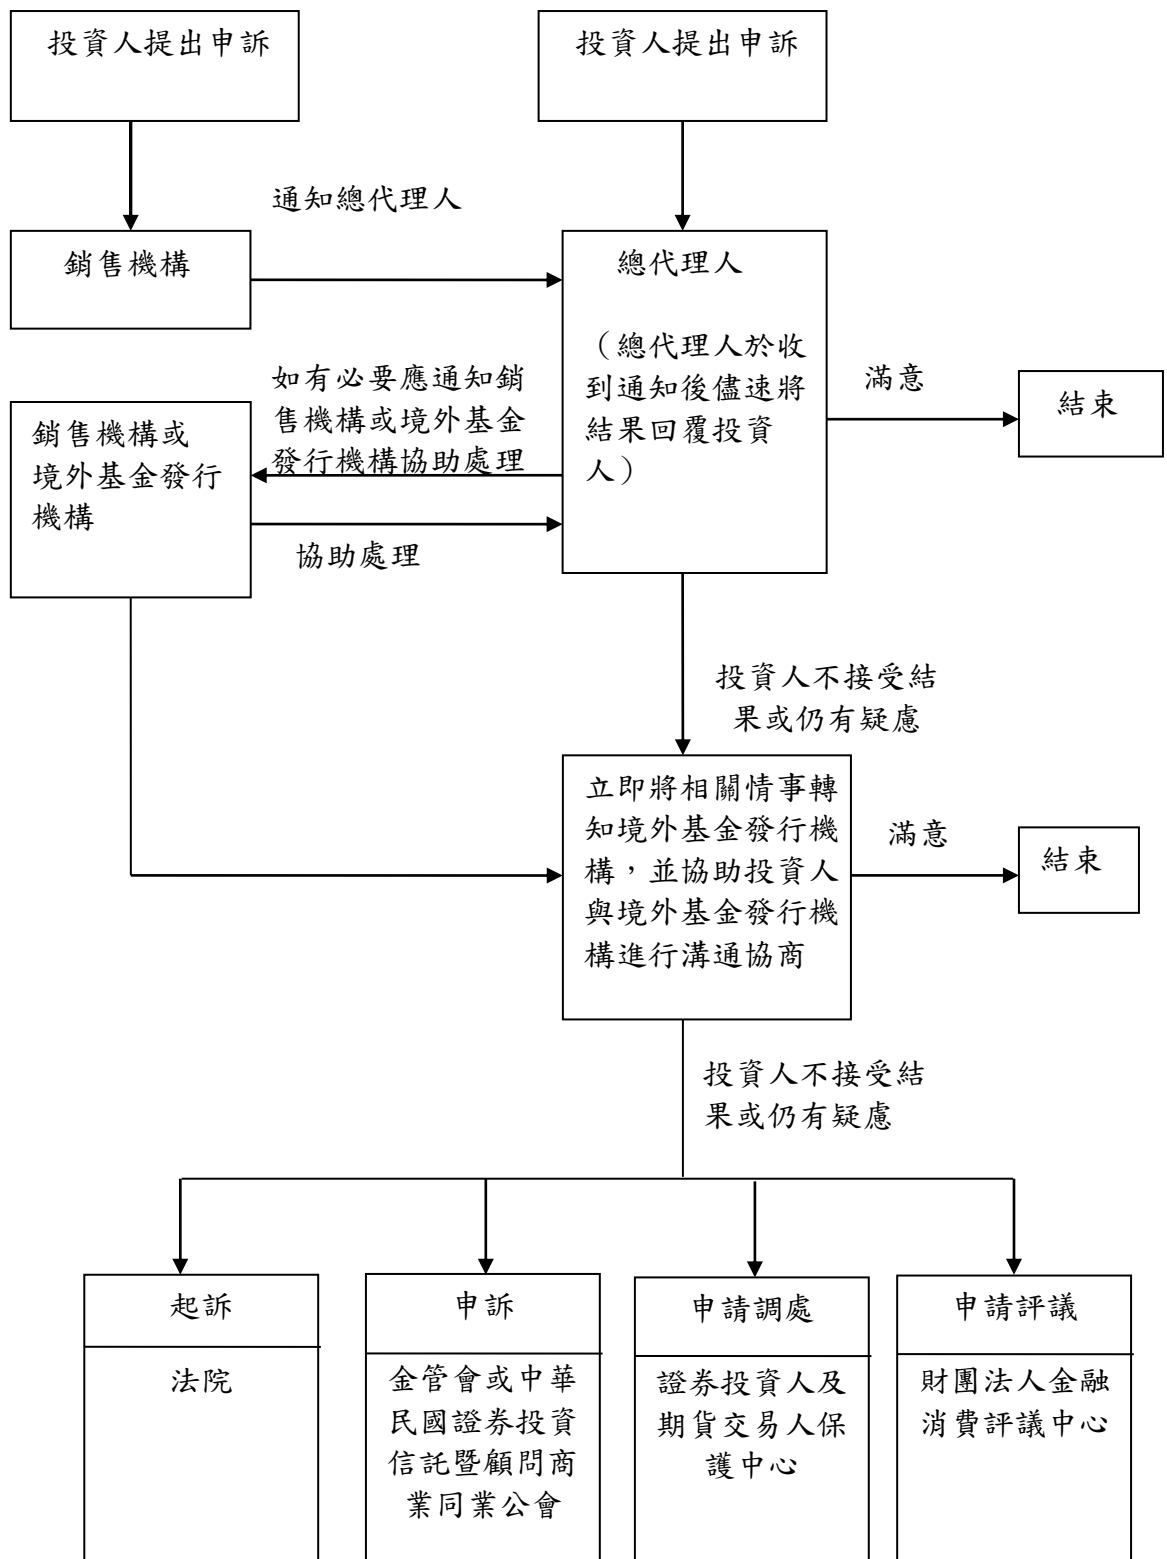 投資人提出申訴
投資人提出申訴
通知總代理人
銷售機構
總代理人
（總代理人於收
到通知後儘速將
結果回覆投資
人）
滿意
結束
如有必要應通知銷
售機構或境外基金
發行機構協助處理
銷售機構或
境外基金發行
機構
協助處理
投資人不接受結
果或仍有疑慮
立即將相關情事轉
知境外基金發行機
構，並協助投資人
與境外基金發行機
構進行溝通協商
滿意
結束
投資人不接受結
果或仍有疑慮
起訴
法院
申訴
金管會或中華
民國證券投資
信託暨顧問商
業同業公會
申請調處
證券投資人及
期貨交易人保
護中心
申請評議
財團法人金融
消費評議中心